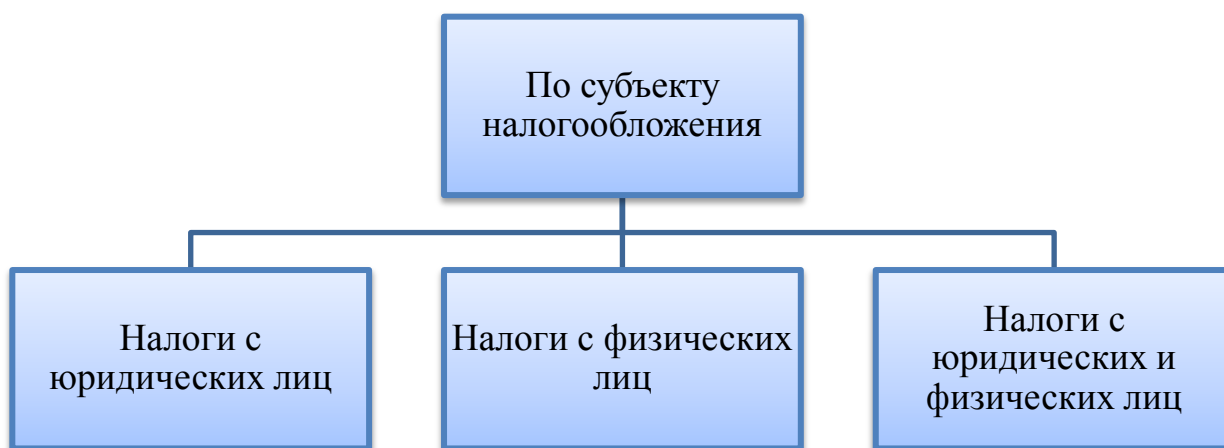 По субъекту
налогообложения
Налоги с
юридических лиц
Налоги с физических
лиц
Налоги с
юридических и
физических лиц